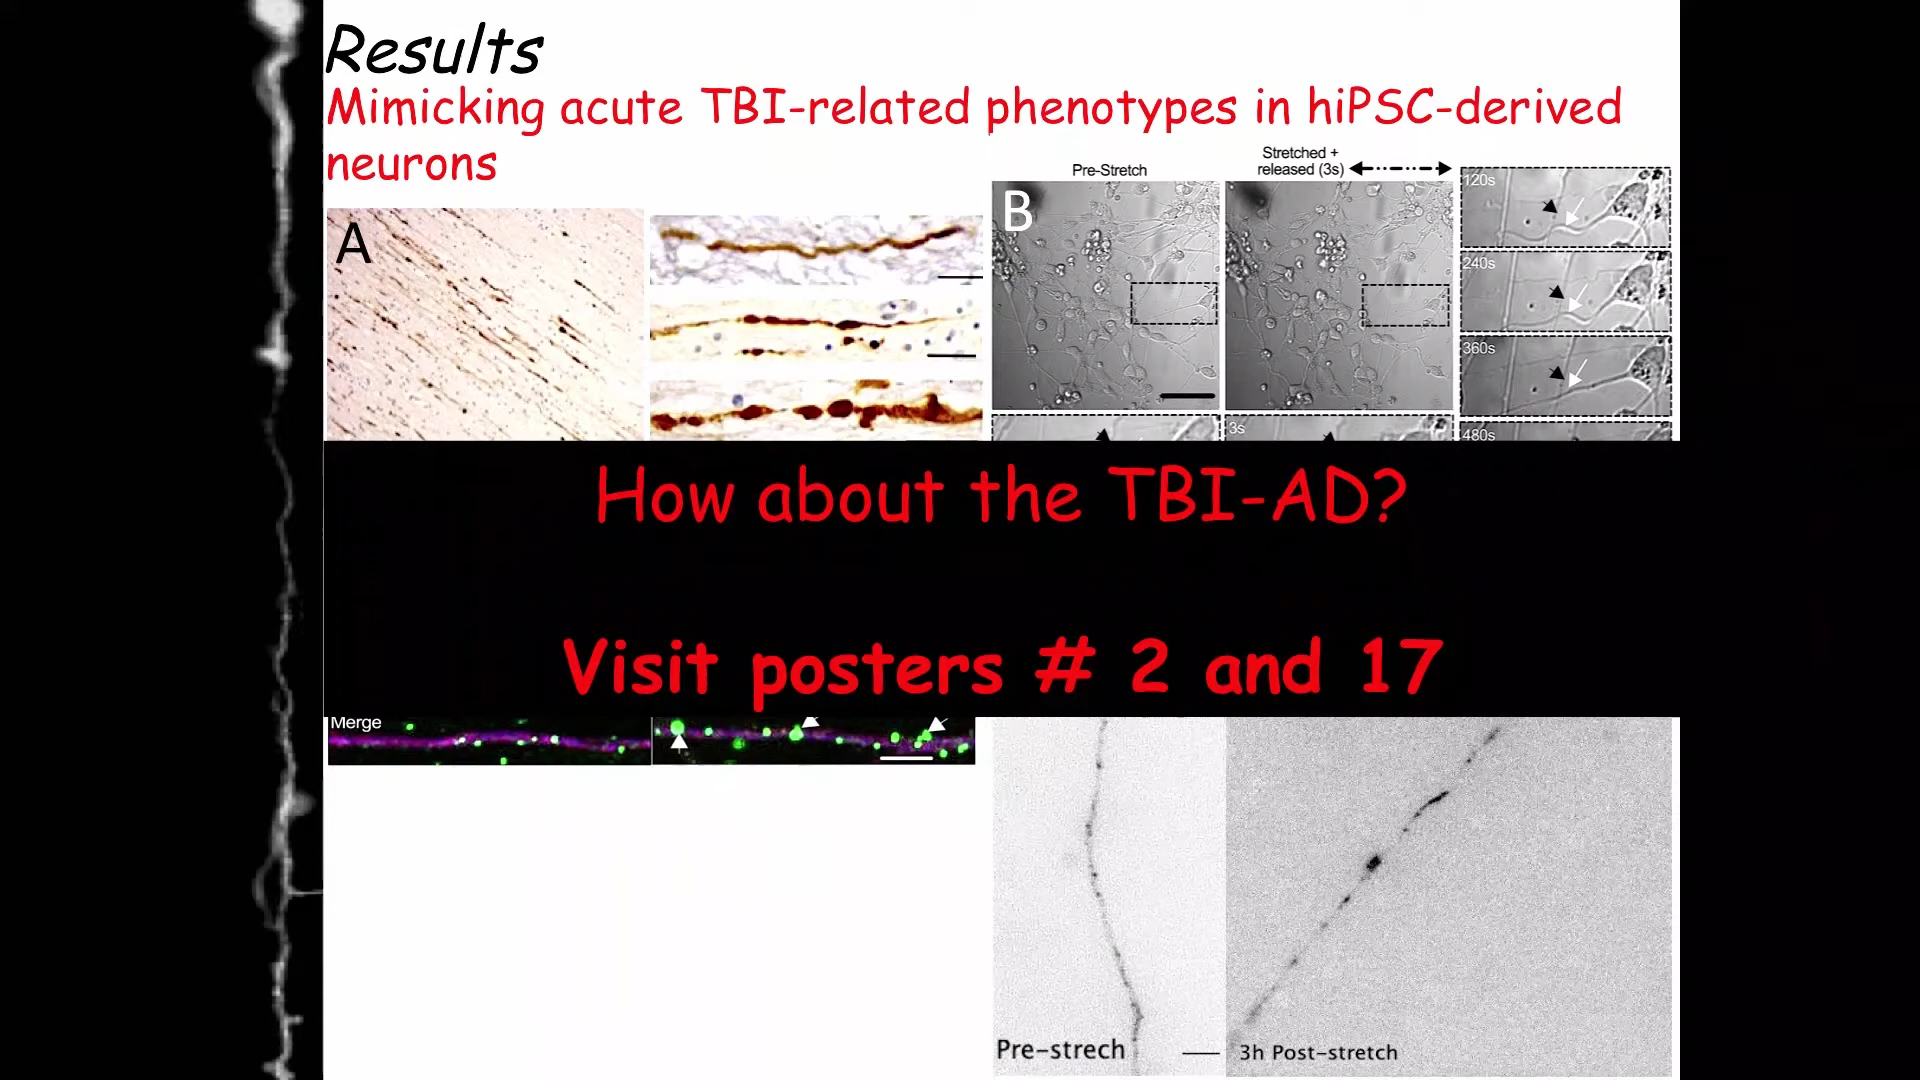 Results
Mimicking acute TBI-related phenotypes in hiPSC-derived
neurons
A
B
Pre-Stretch
Stretched +
released (3s)
120s
240s
360s
3s
480s
How about the TBI-AD?
Visit posters # 2 and 17
Merge
Pre-strech
3h Post-stretch